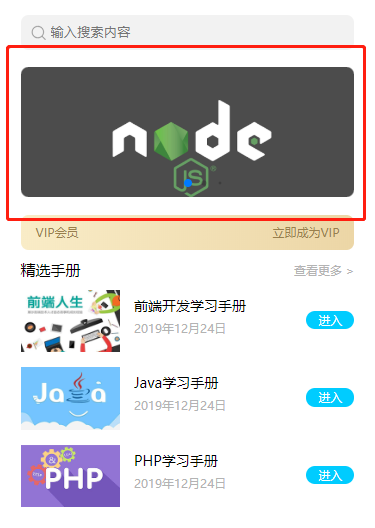 输入搜索内容
node
JS
VIP会员
立即成为VIP
精选手册
查看更多 >
前端人生
前端开发学习手册
2019年12月24日
进入
Java
Java学习手册
2019年12月24日
进入
PHP
PHP学习手册
2019年12月24日
进入